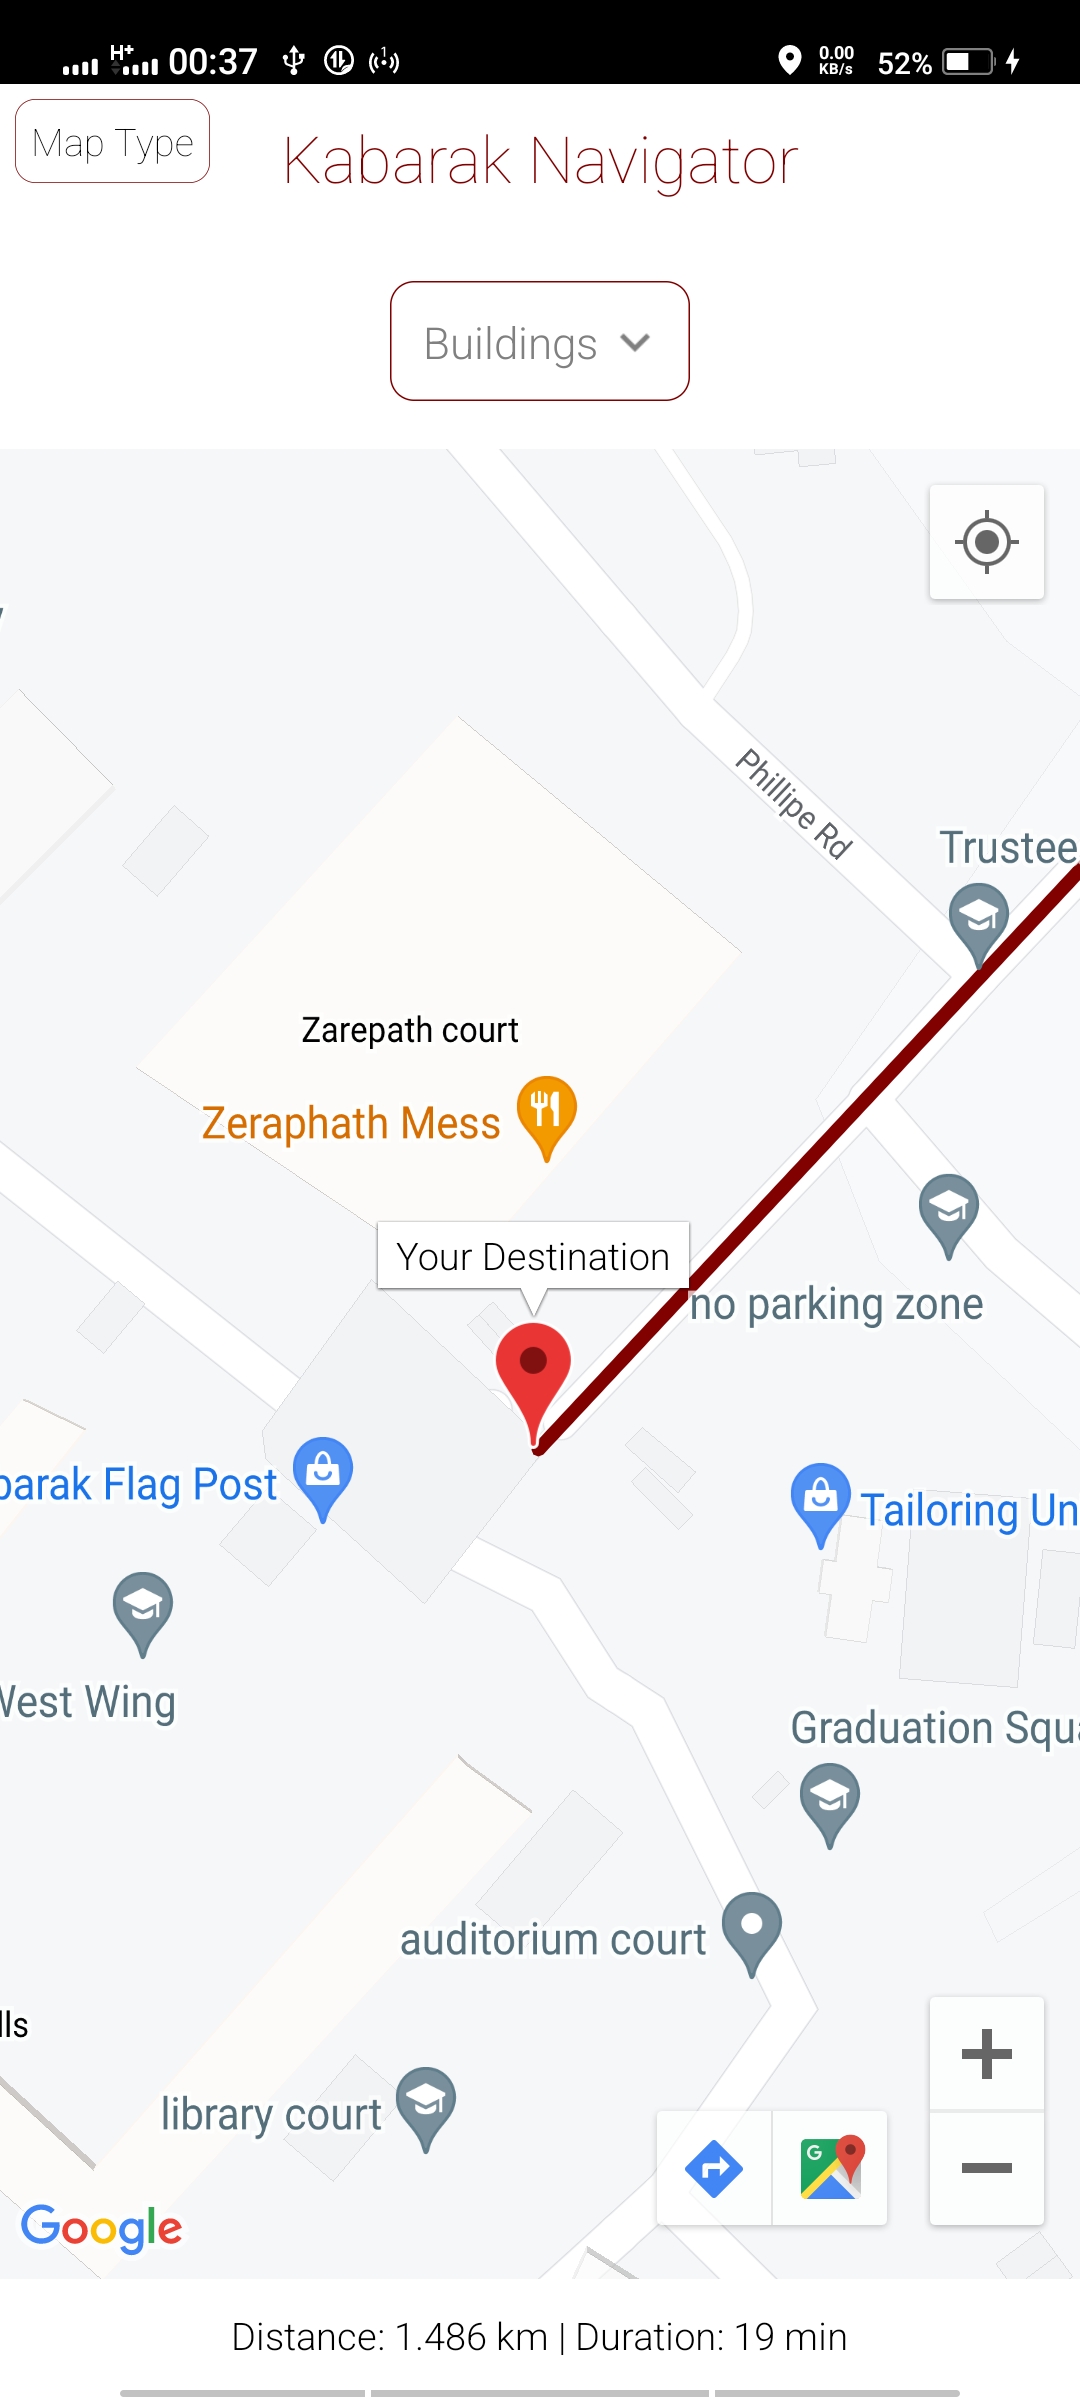 H+ 00:37 1 0.00 KB/s 52%
Map Type
Kabarak Navigator
Buildings
Phillipe Rd
Trustee
Zarepath court
Zeraphath Mess
Your Destination
no parking zone
barak Flag Post
Tailoring Un
West Wing
Graduation Squa
auditorium court
lls
library court
G
Google
Distance: 1.486 km | Duration: 19 min